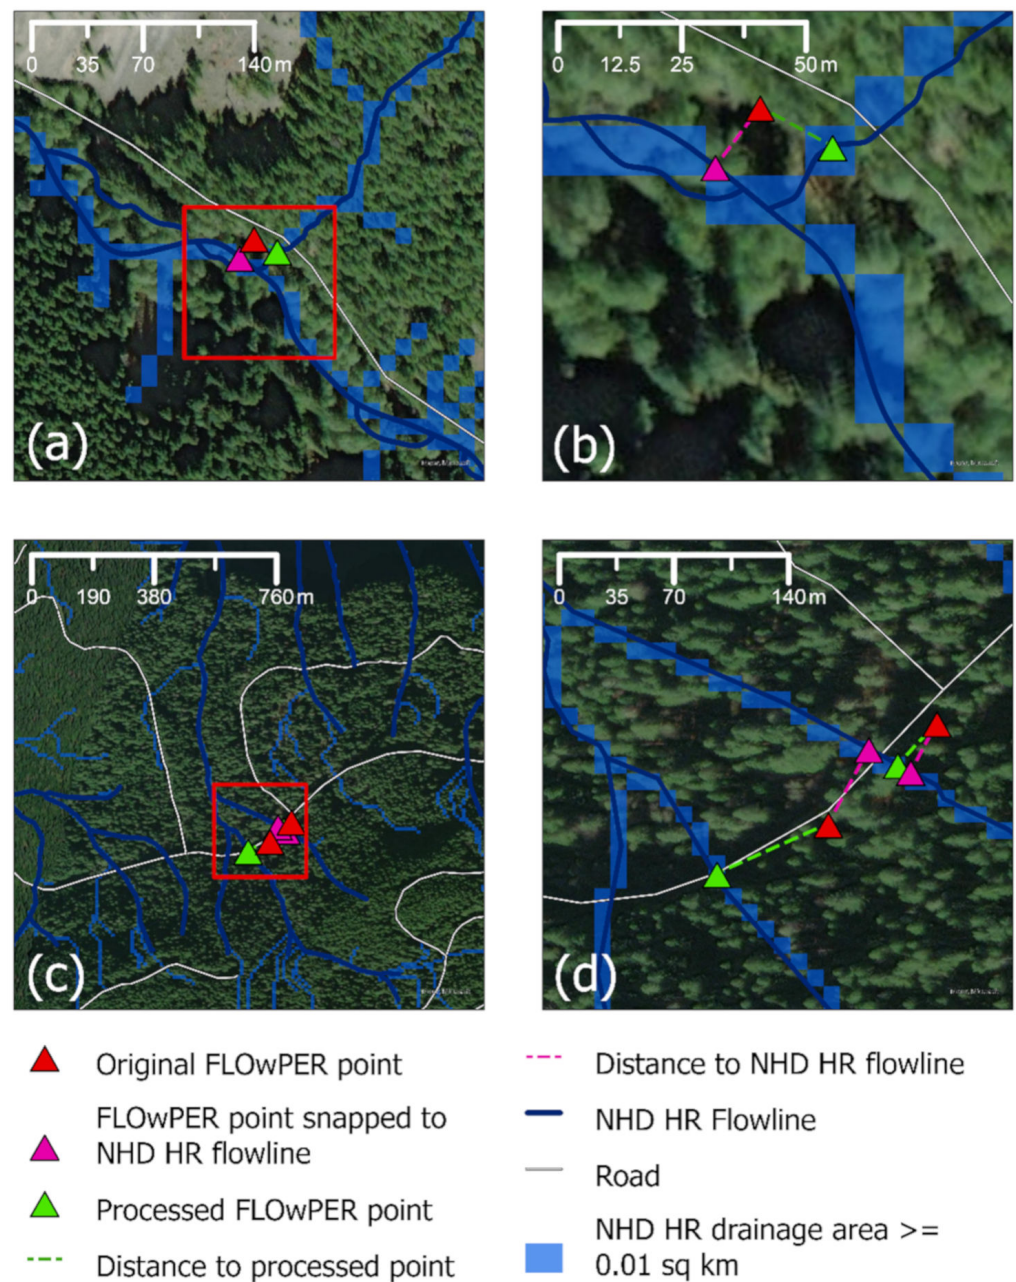 0 35 70 140 m
(a)
0 12.5 25 50 m
(b)
0 190 380 760 m
(c)
0 35 70 140 m
(d)
Original FLOwPER point
FLOwPER point snapped to
NHD HR flowline
Processed FLOwPER point
Distance to processed point
Distance to NHD HR flowline
NHD HR Flowline
Road
NHD HR drainage area >=
0.01 sq km